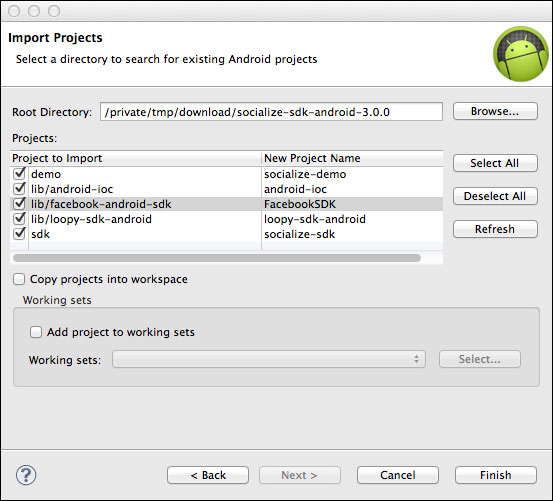 Import Projects
Select a directory to search for existing Android projects
Root Directory: /private/tmp/download/socialize-sdk-android-3.0.0 Browse...
Projects:
Project to Import New Project Name
Select All
demo socialize-demo
lib/android-ioc android-ioc
Deselect All
lib/facebook-android-sdk FacebookSDK
lib/loopy-sdk-android loopy-sdk-android
Refresh
sdk socialize-sdk
Copy projects into workspace
Working sets
Add project to working sets
Working sets: Select...
? < Back Next > Cancel Finish